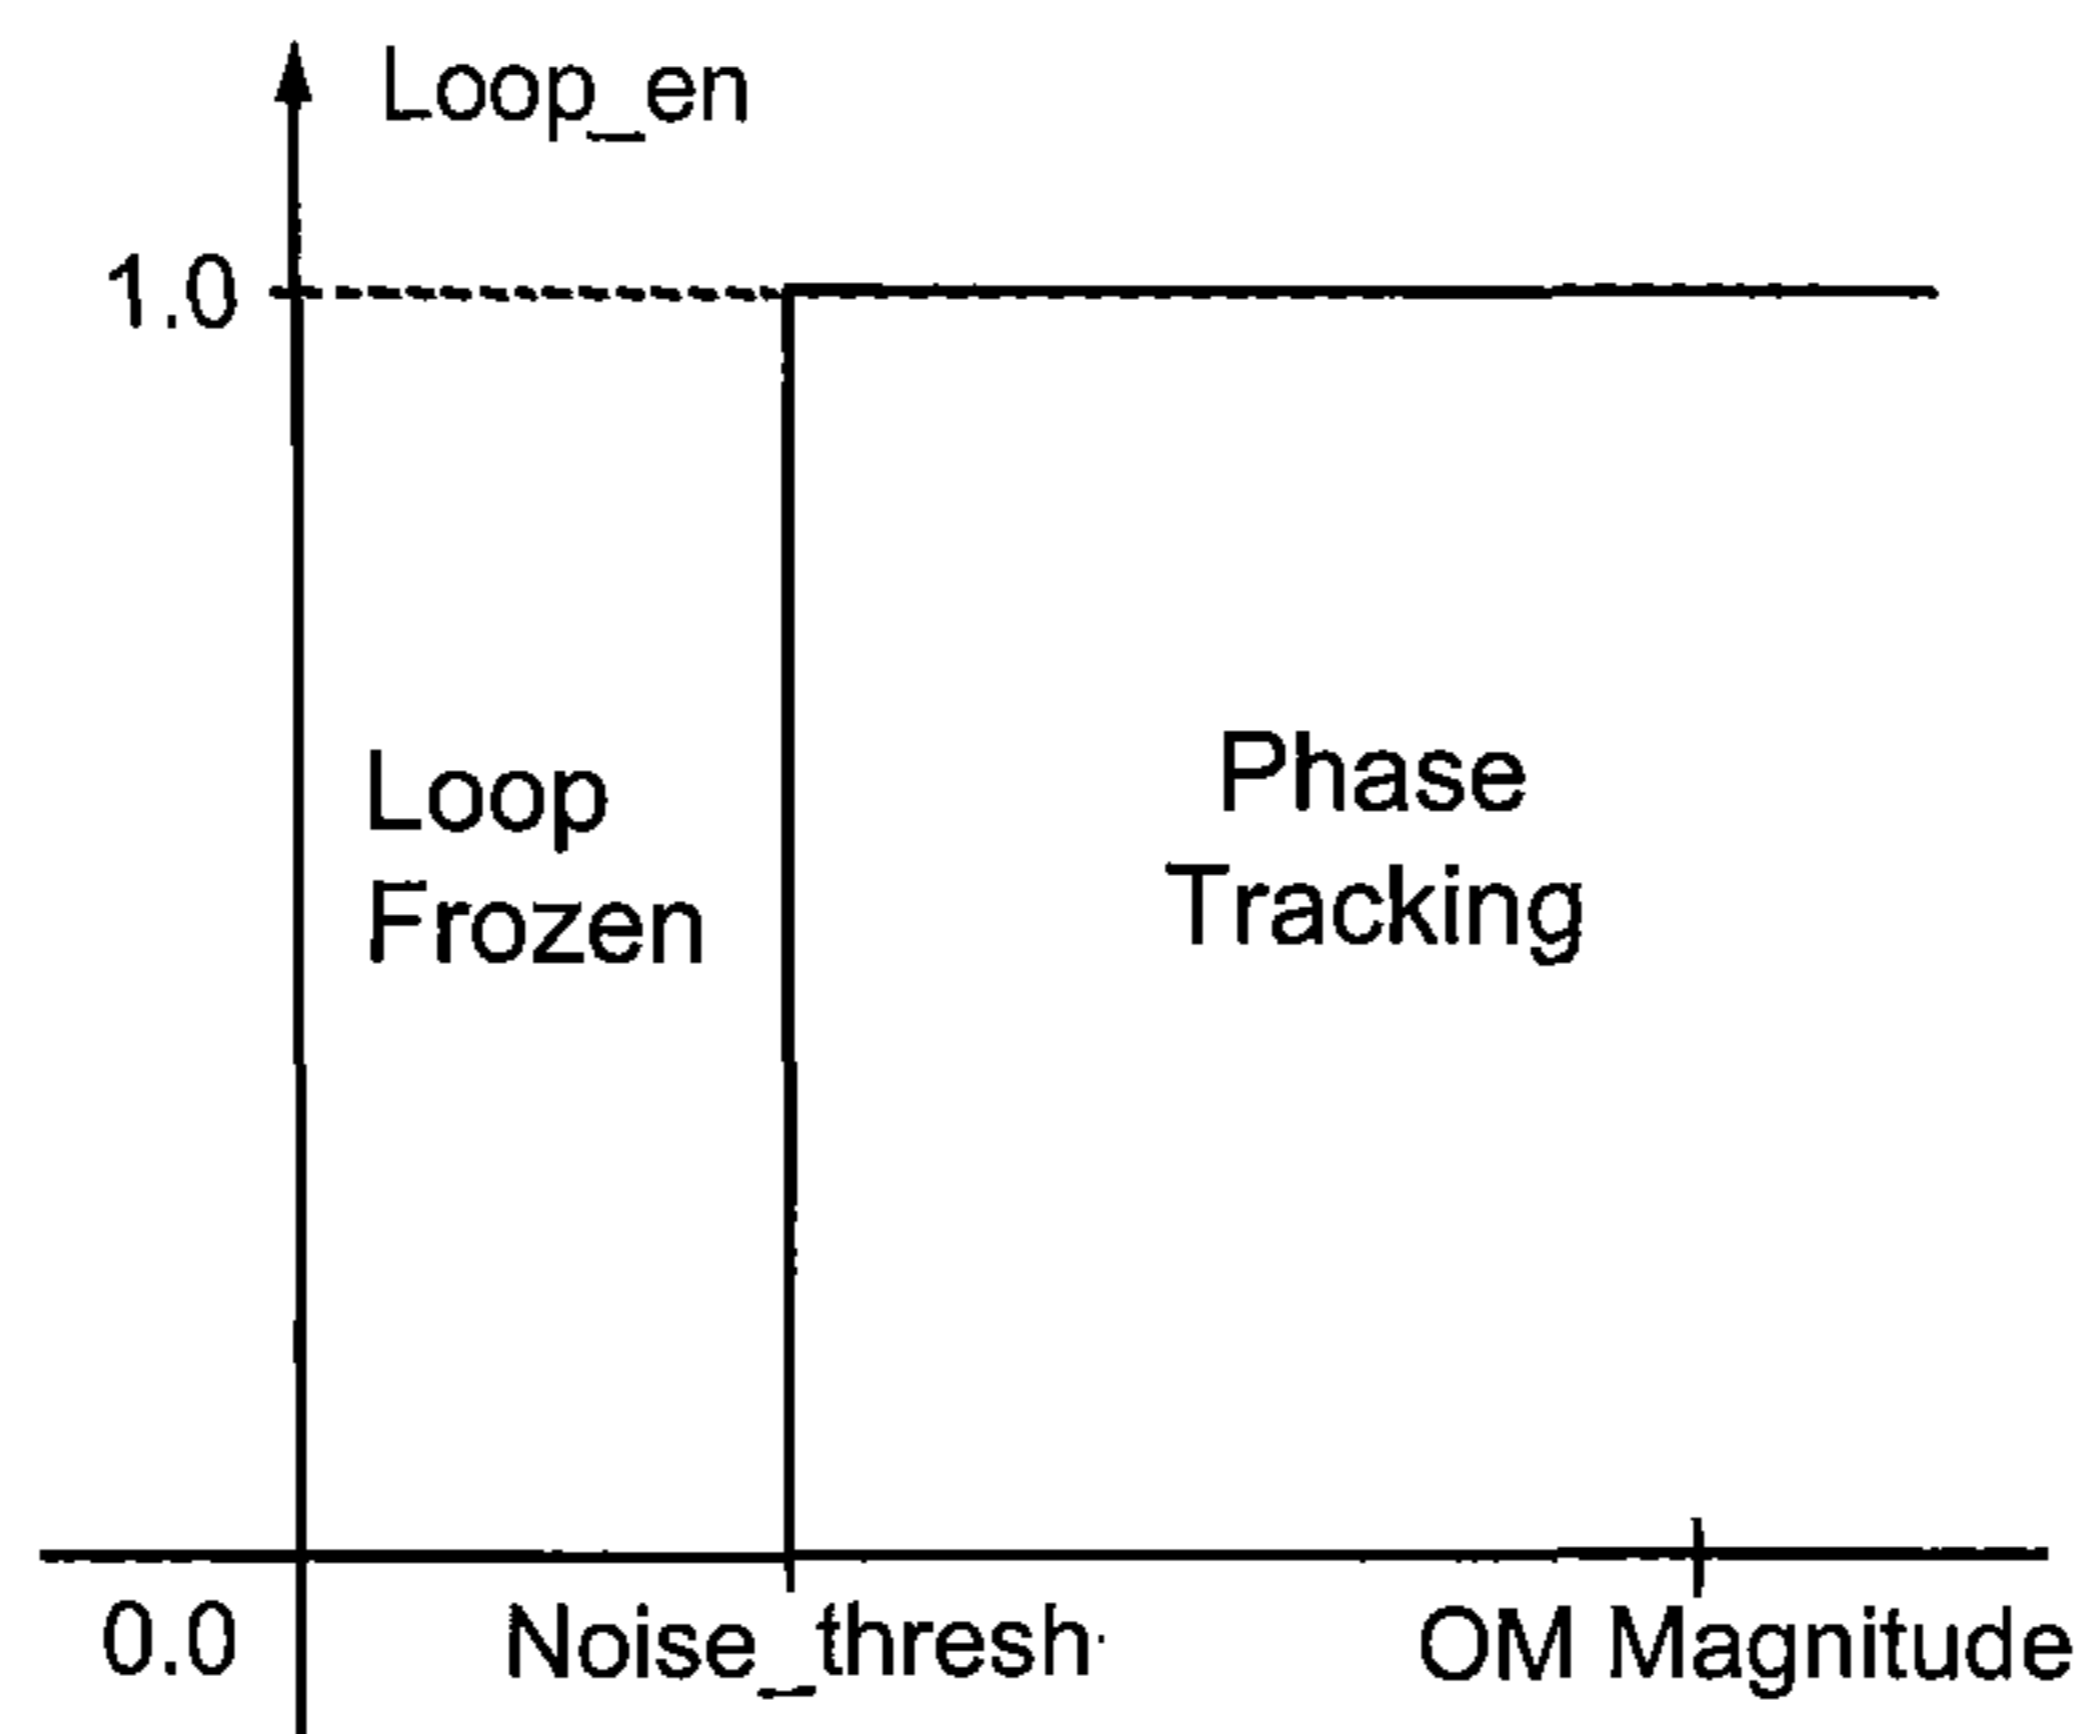 Loop_en
1.0
Loop
Frozen
Phase
Tracking
0.0
Noise_thresh
OM Magnitude